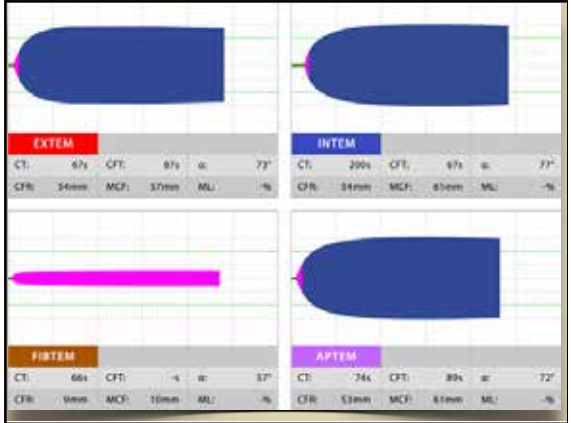 EXTEM
CT: 67s CFT: 97s α: 73°
CFR: 54mm MCF: 57mm ML: -%
INTEM
CT: 200s CFT: 67s α: 77°
CFR: 54mm MCF: 61mm ML: -%
FIBTEM
CT: 66s CFT: -s α: 57°
CFR: 9mm MCF: 10mm ML: -%
APTEM
CT: 74s CFT: 89s α: 72°
CFR: 53mm MCF: 61mm ML: -%